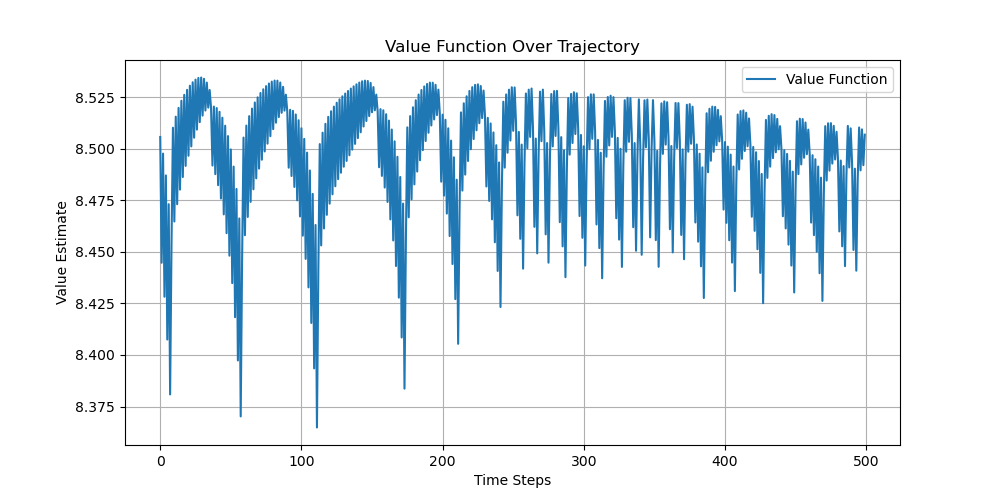 Value Function Over Trajectory
Value Function
Value Estimate
8.525
8.500
8.475
8.450
8.425
8.400
8.375
0 100 200 300 400 500
Time Steps